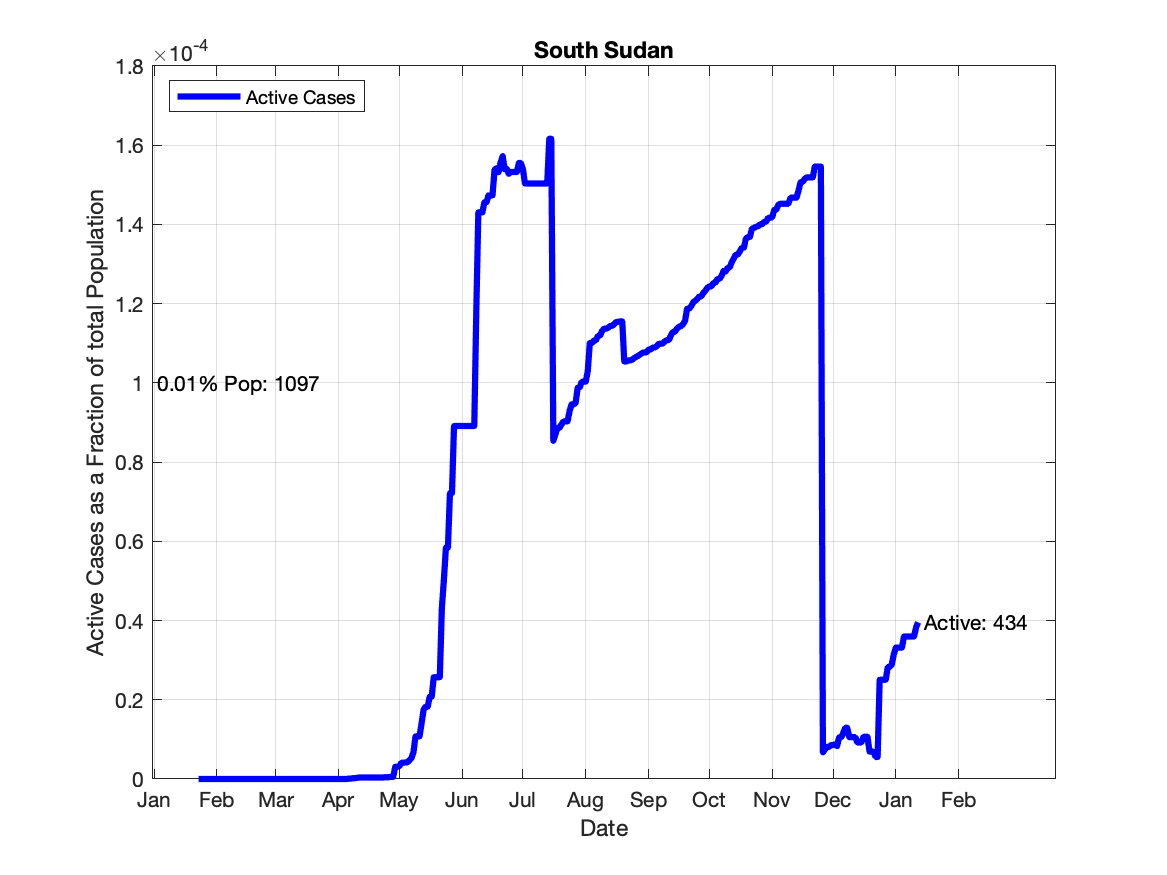 South Sudan
×10-4
1.8
1.6
1.4
1.2
1
0.8
0.6
0.4
0.2
0
Active Cases as a Fraction of total Population
Active Cases
0.01% Pop: 1097
Active: 434
Jan Feb Mar Apr May Jun Jul Aug Sep Oct Nov Dec Jan Feb
Date